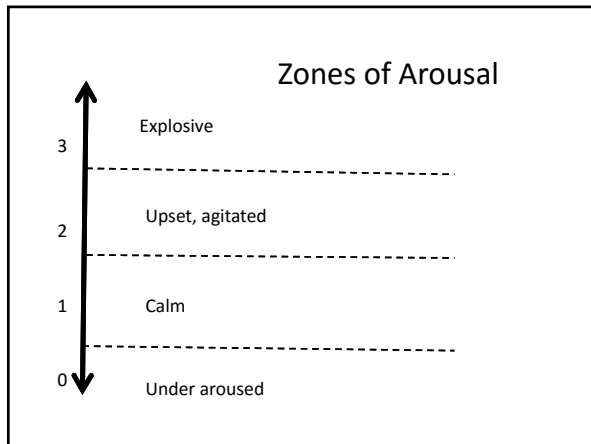 Zones of Arousal
3 Explosive
2 Upset, agitated
1 Calm
0 Under aroused